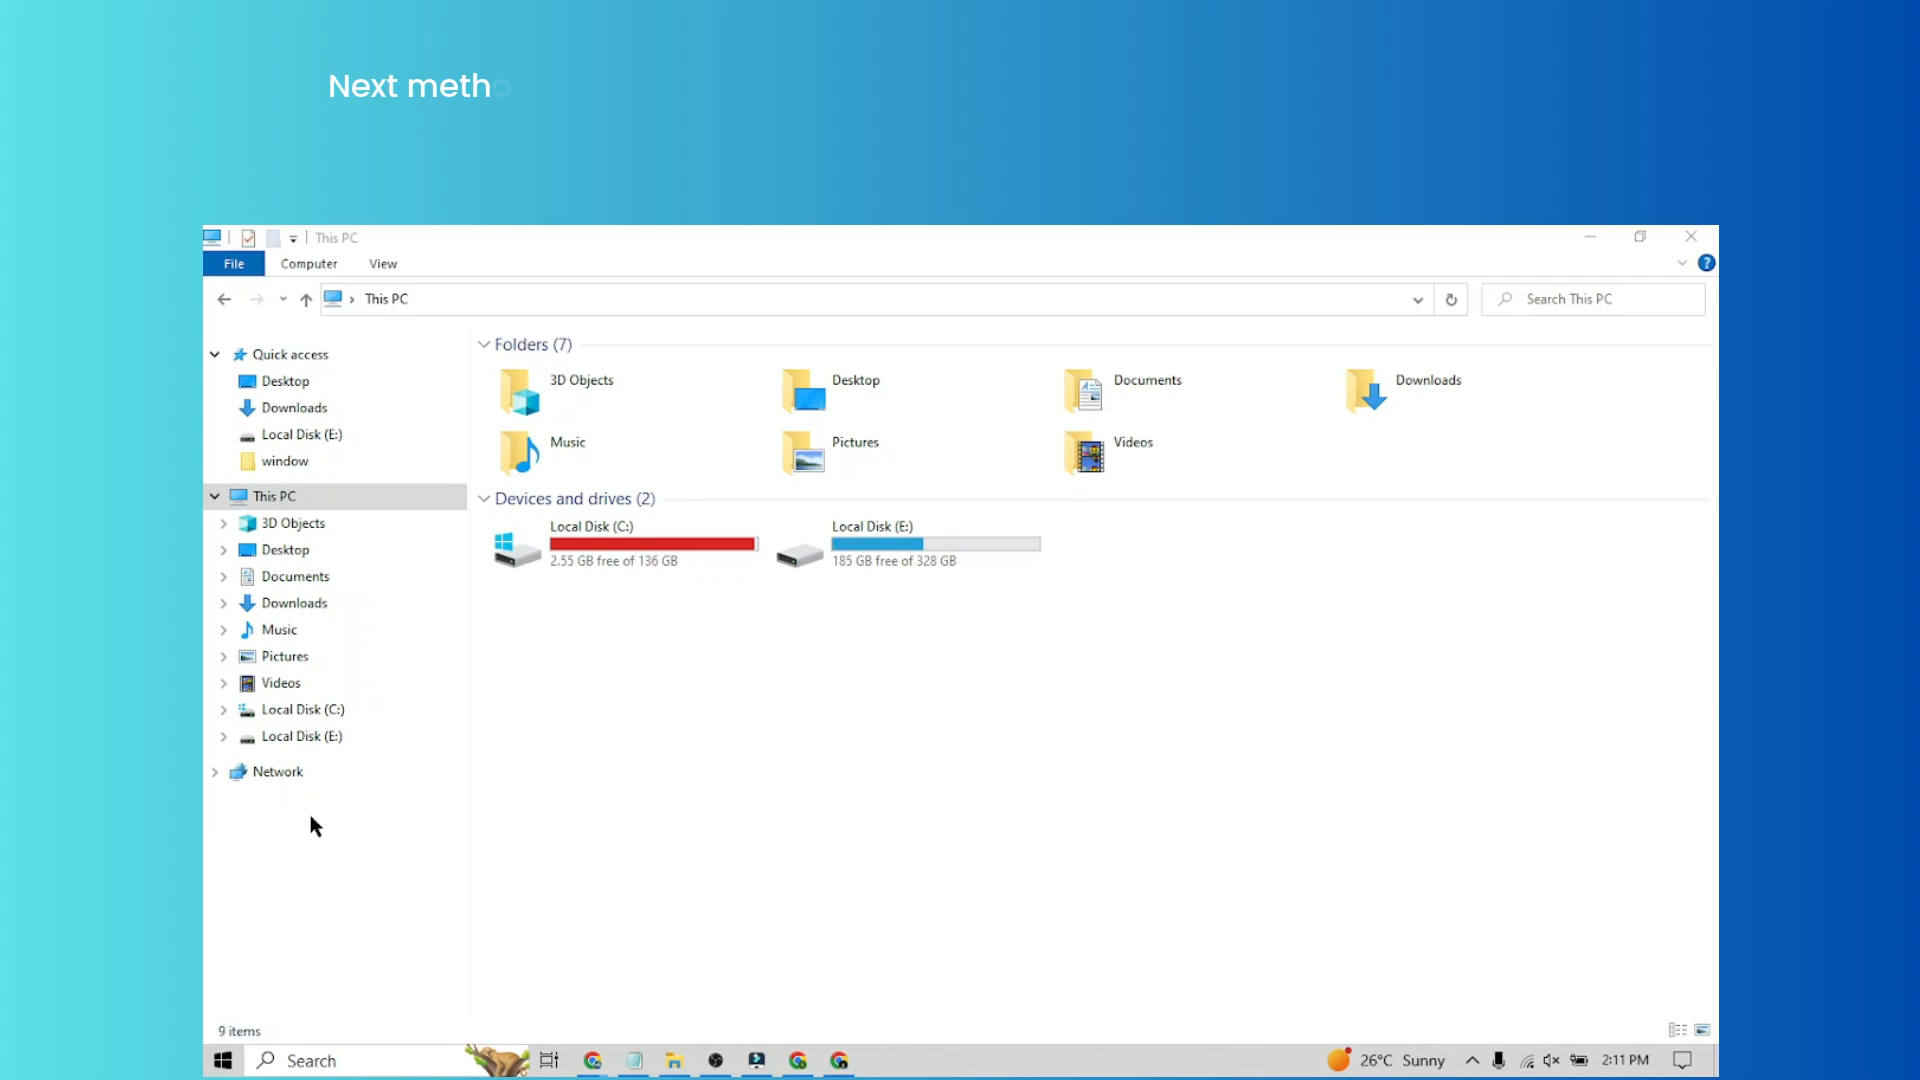 Next metho
This PC
File Computer View
This PC
Search This PC
Quick access
Desktop
Downloads
Local Disk (E:)
window
This PC
3D Objects
Desktop
Documents
Downloads
Music
Pictures
Videos
Local Disk (C:)
Local Disk (E:)
Network
Folders (7)
3D Objects
Desktop
Documents
Downloads
Music
Pictures
Videos
Devices and drives (2)
Local Disk (C:)
2.55 GB free of 136 GB
Local Disk (E:)
185 GB free of 328 GB
9 items
Search
26°C Sunny
2:11 PM